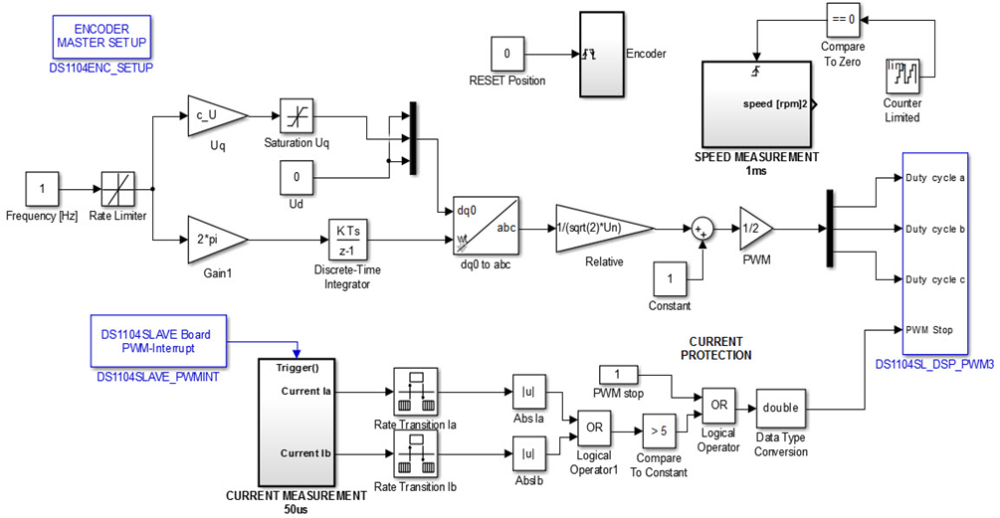 ENCODER
MASTER SETUP
DS1104ENC_SETUP
0
RESET Position
Encoder
== 0
Compare
To Zero
lim
Counter
Limited
speed [rpm]2
SPEED MEASUREMENT
1ms
c_U
Uq
Saturation Uq
0
Ud
1
Frequency [Hz]
Rate Limiter
2*pi
Gain1
K Ts
z-1
Discrete-Time
Integrator
dq0
wt
abc
dq0 to abc
1/(sqrt(2)*Un)
Relative
+
+
1
Constant
1/2
PWM
Duty cycle a
Duty cycle b
Duty cycle c
PWM Stop
DS1104SL_DSP_PWM3
DS1104SLAVE Board
PWM-Interrupt
DS1104SLAVE_PWMINT
Trigger()
Current Ia
Current Ib
CURRENT MEASUREMENT
50us
Rate Transition Ia
Rate Transition Ib
|u|
Abs Ia
|u|
AbsIb
OR
Logical
Operator1
> 5
Compare
To Constant
CURRENT
PROTECTION
1
PWM stop
OR
Logical
Operator
double
Data Type
Conversion